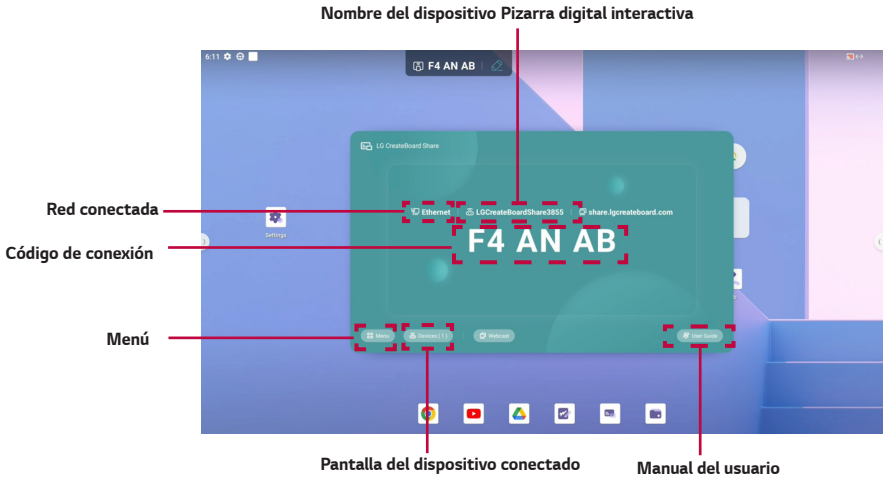 Nombre del dispositivo Pizarra digital interactiva
6:11
F4 AN AB
LG CreateBoard Share
Red conectada
Ethernet LGCreateBoardShare3855 share.lgcreateboard.com
Settings
Código de conexión
F4 AN AB
Menú
Menu Devices ( 1 ) Webcast User Guide
Pantalla del dispositivo conectado
Manual del usuario